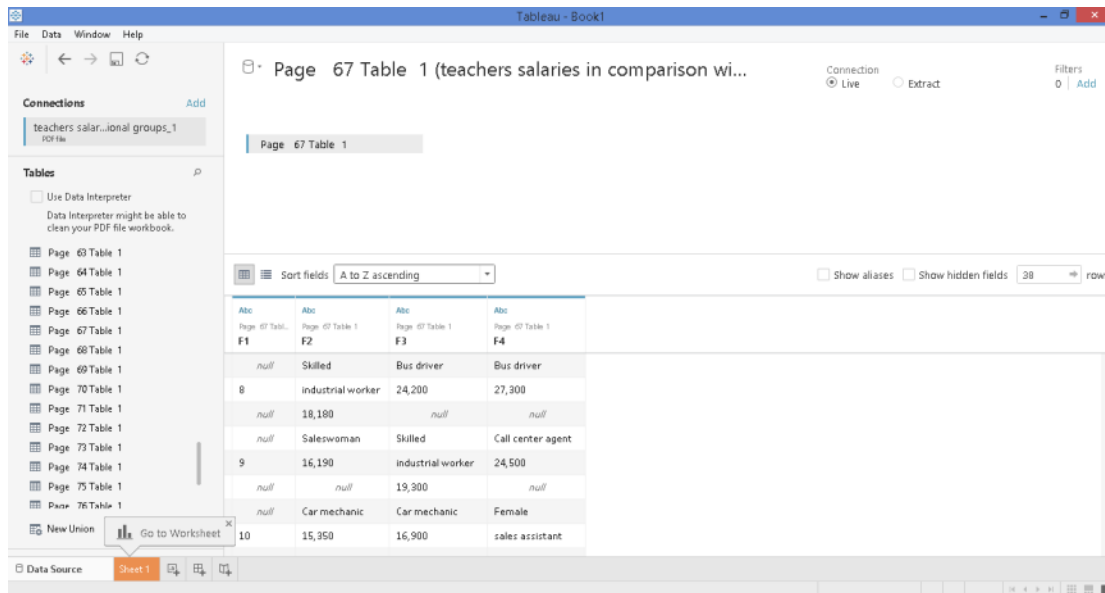 Tableau - Book1
File Data Window Help
Page 67 Table 1 (teachers salaries in comparison wi...
Connection
Live Extract
Filters
0 Add
Connections Add
teachers salar...ional groups_1
PDF file
Page 67 Table 1
Tables
Use Data Interpreter
Data Interpreter might be able to
clean your PDF file workbook.
Page 63 Table 1
Page 64 Table 1
Page 65 Table 1
Page 66 Table 1
Page 67 Table 1
Page 68 Table 1
Page 69 Table 1
Page 70 Table 1
Page 71 Table 1
Page 72 Table 1
Page 73 Table 1
Page 74 Table 1
Page 75 Table 1
Page 76 Table 1
New Union
Go to Worksheet
Sort fields A to Z ascending
Show aliases Show hidden fields 38 row
Abc Abc Abc Abc
Page 67 Tabl... Page 67 Table 1 Page 67 Table 1 Page 67 Table 1
F1 F2 F3 F4
null Skilled Bus driver Bus driver
8 industrial worker 24,200 27,300
null 18,180 null null
null Saleswoman Skilled Call center agent
9 16,190 industrial worker 24,500
null null 19,300 null
null Car mechanic Car mechanic Female
10 15,350 16,900 sales assistant
Data Source Sheet 1